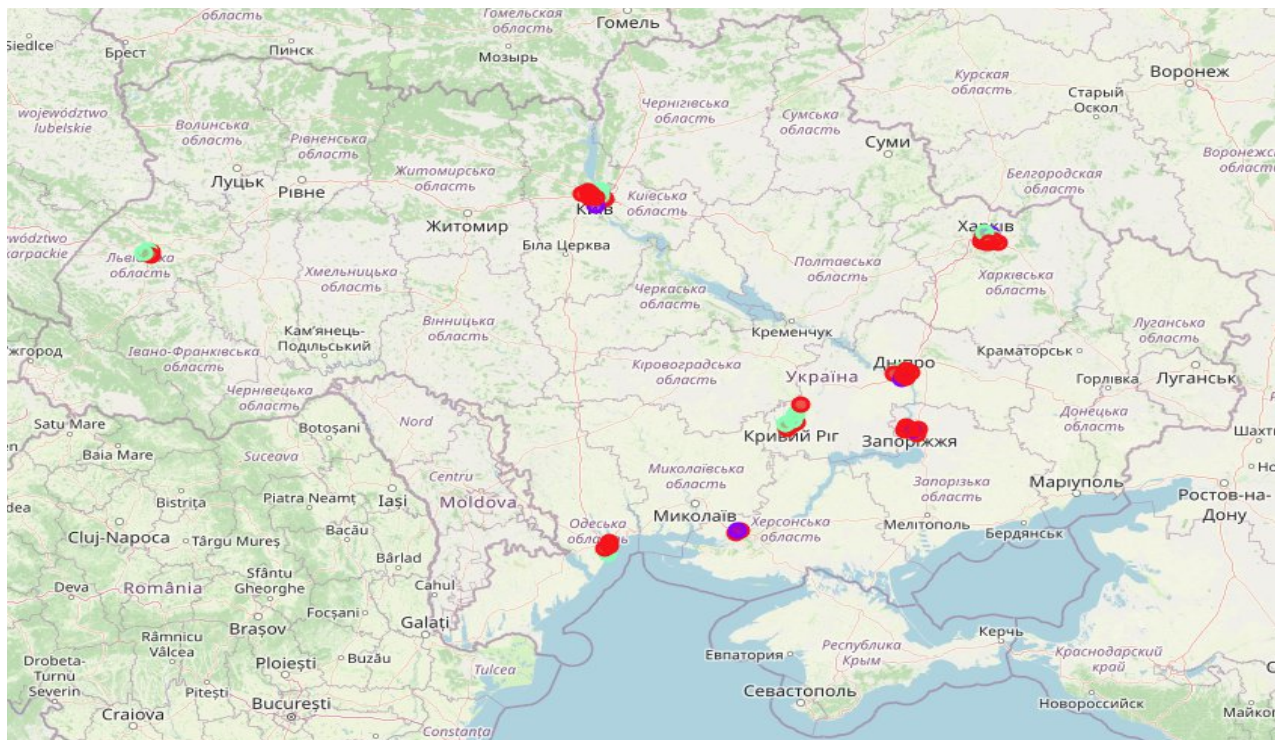 Гомель
Гомельская
область
область
Siedlce
Брест
Пинск
Мозырь
Воронеж
Курская
область
Старый
Оскол
województwo
lubelskie
Волинська
область
Рівненська
область
Чернігівська
область
Сумська
область
Суми
Луцьк
Рівне
Житомирська
область
Київська
область
Белгородская
область
Київ
Житомир
Біла Церква
Харків
область
Хмельницька
область
Полтавська
область
Харківська
область
Черкаська
область
Вінницька
область
Кременчук
Луганська
область
Кам'янець-
Подільський
Івано-Франківська
область
Кіровоградська
область
Дніпро
Україна
Краматорськ
Горлівка
Луганськ
Чернівецька
область
Донецька
область
Satu Mare
Botoșani
Nord
Baia Mare
Suceava
Кривий Ріг
Запоріжжя
Centru
Moldova
Миколаївська
область
Запорізька
область
Маріуполь
Ростов-на-
Дону
Bistrița
Piatra Neamț
Iași
Миколаїв
Херсонська
область
Мелітополь
Бердянськ
Cluj-Napoca
Târgu Mureș
Bacău
Одеська
Bârlad
Deva
România
Sfântu
Gheorghe
Cahul
Focșani
Brașov
Galați
Râmnicu
Vâlcea
Ploiești
Buzău
Tulcea
Евпатория
Республика
Крым
Керчь
Краснодарский
край
Drobeta-
Turnu
Severin
Pitești
București
Севастополь
Новороссийск
Craiova
Constanța